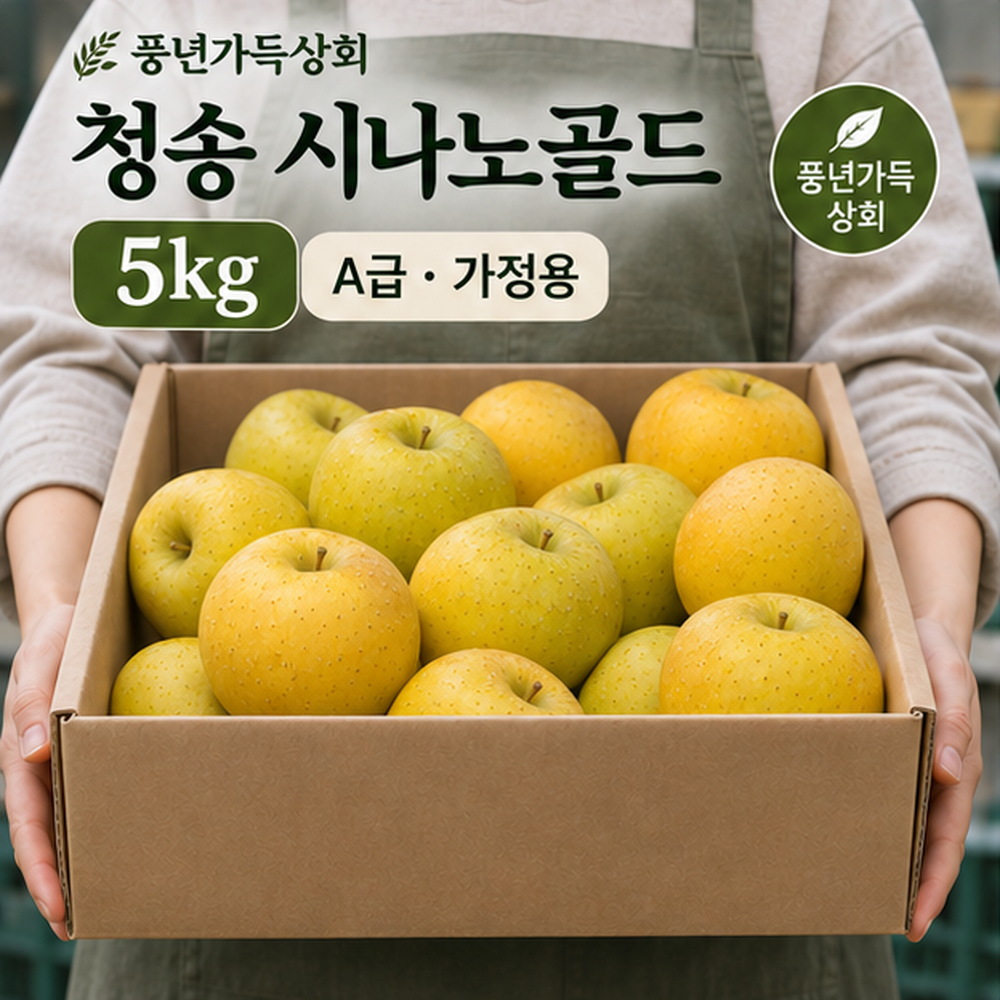 풍년가득상회
청송 시나노골드
5kg
A급 · 가정용
풍년가득
상회